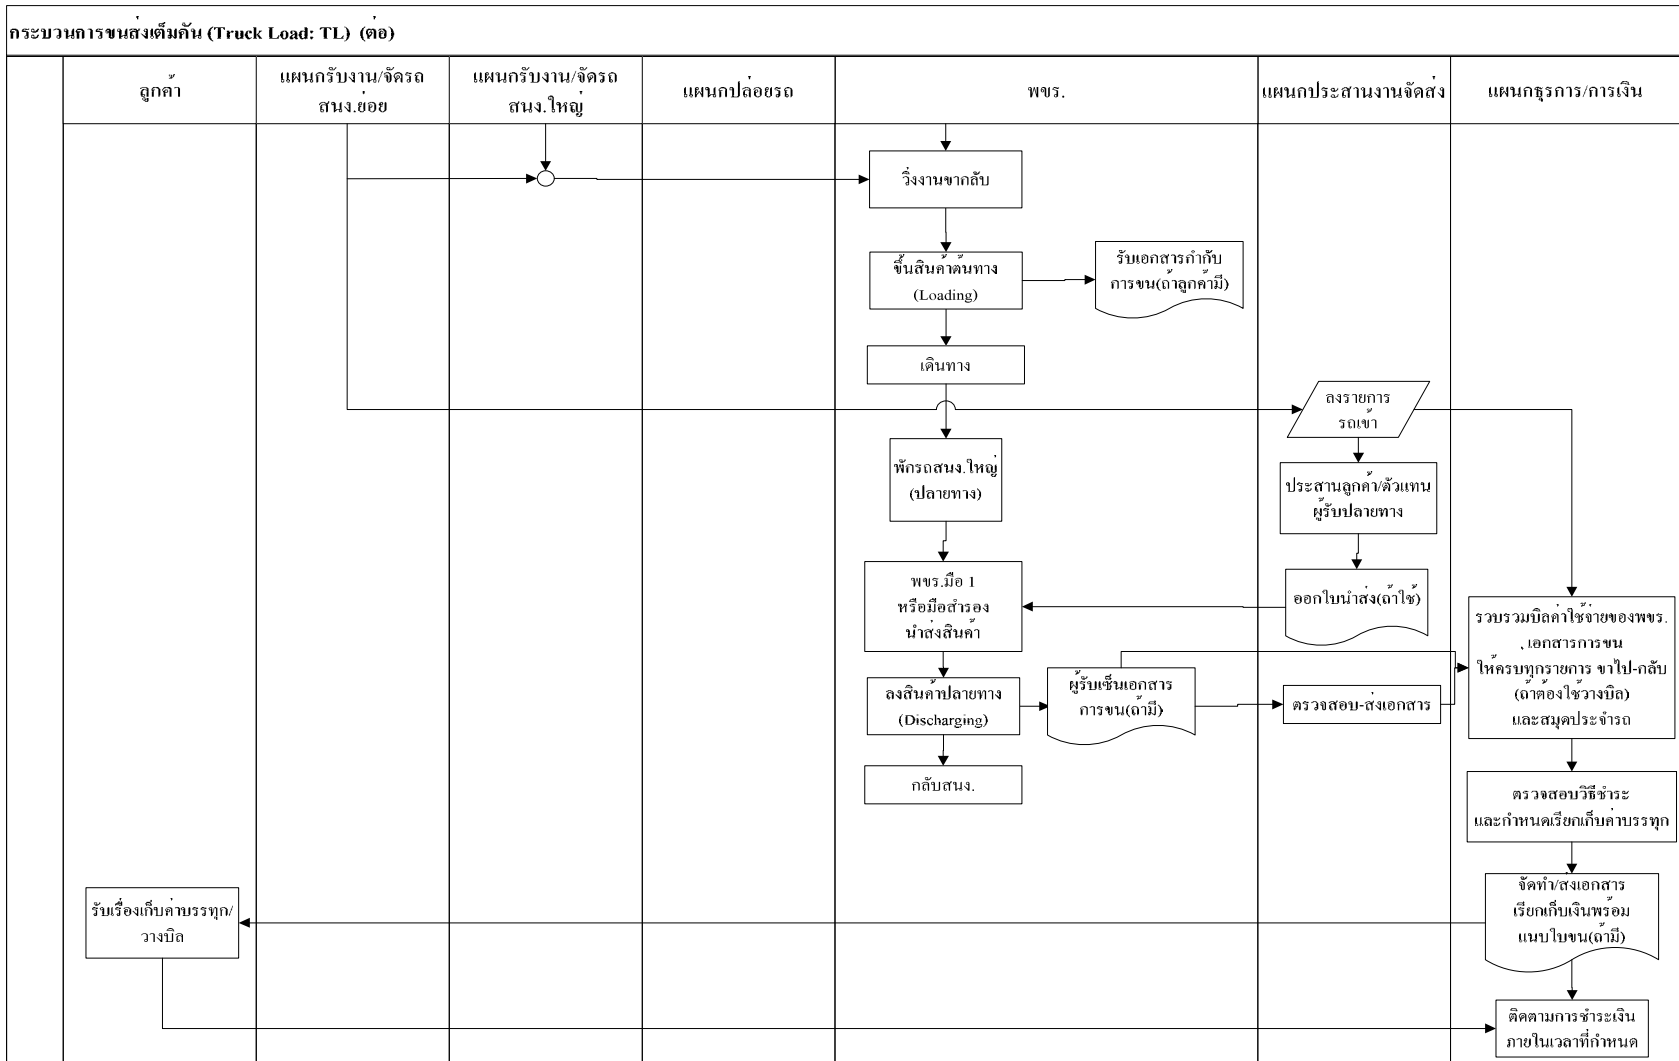 กระบวนการขนส่งเต็มคัน (Truck Load: TL) (ต่อ)
ลูกค้า
แผนกรับงาน/จัดรถ
สนง.ย่อย
แผนกรับงาน/จัดรถ
สนง.ใหญ่
แผนกปล่อยรถ
พขร.
แผนกประสานงานจัดส่ง
แผนกธุรการ/การเงิน
วิ่งงานขากลับ
ขึ้นสินค้าต้นทาง
(Loading)
รับเอกสารกำกับ
การขน(ถ้าลูกค้ามี)
เดินทาง
ลงรายการ
รถเข้า
พักรถสนง.ใหญ่
(ปลายทาง)
ประสานลูกค้า/ตัวแทน
ผู้รับปลายทาง
พขร.มือ 1
หรือมือสำรอง
นำส่งสินค้า
ออกใบนำส่ง(ถ้าใช้)
รวบรวมบิลค่าใช้จ่ายของพขร.
,เอกสารการขน
ให้ครบทุกรายการ ขาไป-กลับ
(ถ้าต้องใช้วางบิล)
และสมุดประจำรถ
ลงสินค้าปลายทาง
(Discharging)
ผู้รับเซ็นเอกสาร
การขน(ถ้ามี)
ตรวจสอบ-ส่งเอกสาร
กลับสนง.
ตรวจสอบวิธีชำระ
และกำหนดเรียกเก็บค่าบรรทุก
จัดทำ/ส่งเอกสาร
เรียกเก็บเงินพร้อม
แนบใบขน(ถ้ามี)
รับเรื่องเก็บค่าบรรทุก/
วางบิล
ติดตามการชำระเงิน
ภายในเวลาที่กำหนด